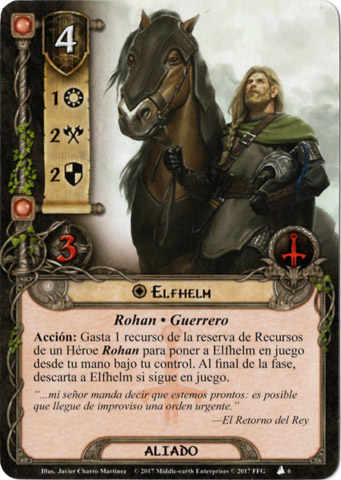 4
1
2
2
3
Elfhelm
Rohan • Guerrero
Acción: Gasta 1 recurso de la reserva de Recursos
de un Héroe Rohan para poner a Elfhelm en juego
desde tu mano bajo tu control. Al final de la fase,
descarta a Elfhelm si sigue en juego.
“...mi señor manda decir que estemos prontos: es posible
que llegue de improviso una orden urgente.”
—El Retorno del Rey
ALIADO
Illus. Javier Charro Martínez © 2017 Middle-earth Enterprises © 2017 FFG 6